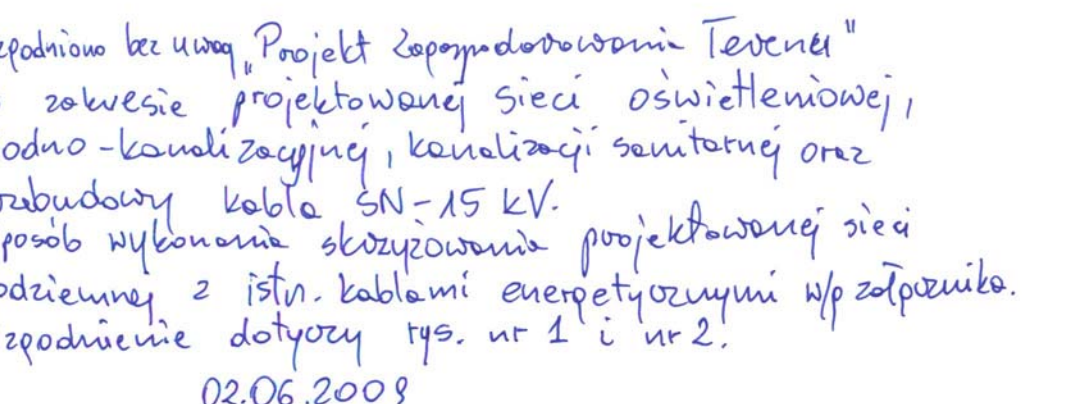 zgodniono bez uwag „Projekt Zagospodarowania Terenu"
zakresie projektowanej sieci oświetleniowej,
odno-kanalizacyjnej, kanalizacji sanitarnej oraz
rzebudowy kabla SN-15 kV.
posób wykonania skrzyżowania projektowanej sieci
odziemnej z istn. kablami energetycznymi w/g załącznika.
zgodnienie dotyczy rys. nr 1 i nr 2.
02.06.2009